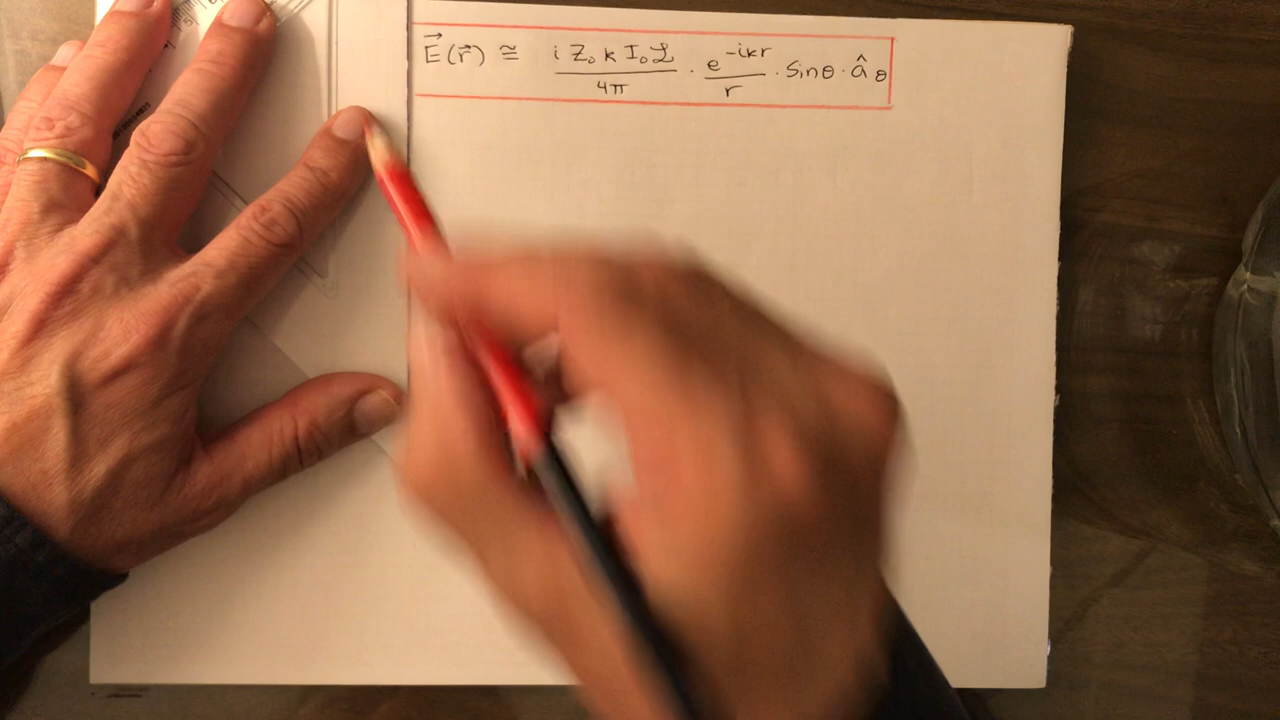 E⃗(r⃗) ≅ i Z₀ k I₀ ℒ / 4π · e^(-ikr) / r · sinθ · â_θ